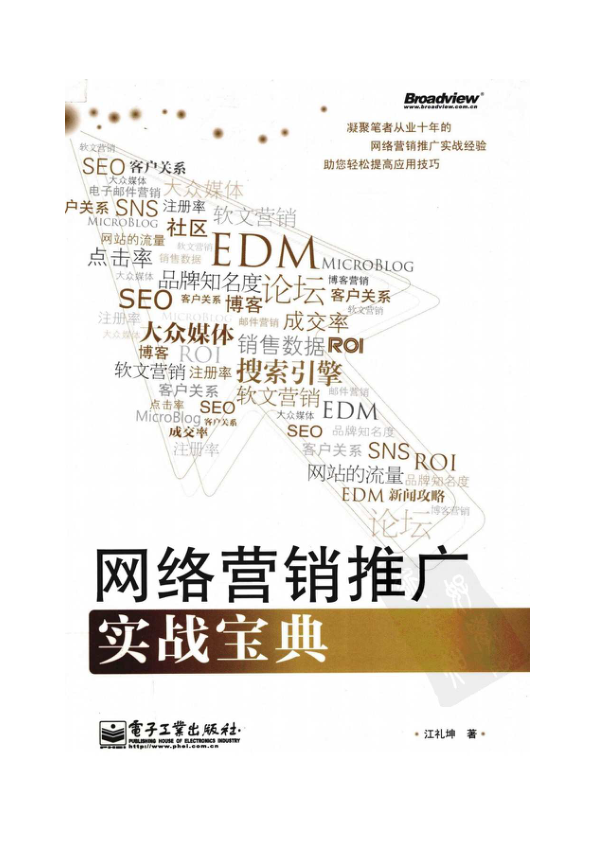 Broadview®
www.broadview.com.cn
凝聚笔者从业十年的
网络营销推广实战经验
助您轻松提高应用技巧
软文营销
SEO 客户关系
大众媒体
电子邮件营销 大众媒体
户关系 SNS 注册率 软文营销
MICROBLOG 社区
网站的流量 软文营销 EDM MICROBLOG
点击率 销售数据
大众媒体 品牌知名度 论坛 博客营销
SEO 客户关系 博客 客户关系
软文营销
注册率 MICROBLOG 邮件营销 成交率
大众媒体 大众媒体 销售数据 ROI
博客 ROI
软文营销 注册率 搜索引擎
客户关系 软文营销 邮件营销
点击率 SEO 大众媒体 EDM
MicroBlog 客户关系
成交率 SEO 品牌知名度
注册率 客户关系 SNS ROI
网站的流量 品牌知名度
EDM 新闻攻略
论坛 博客营销
网络营销推广
实战宝典
电子工业出版社
PUBLISHING HOUSE OF ELECTRONICS INDUSTRY
http://www.phei.com.cn
江礼坤 著